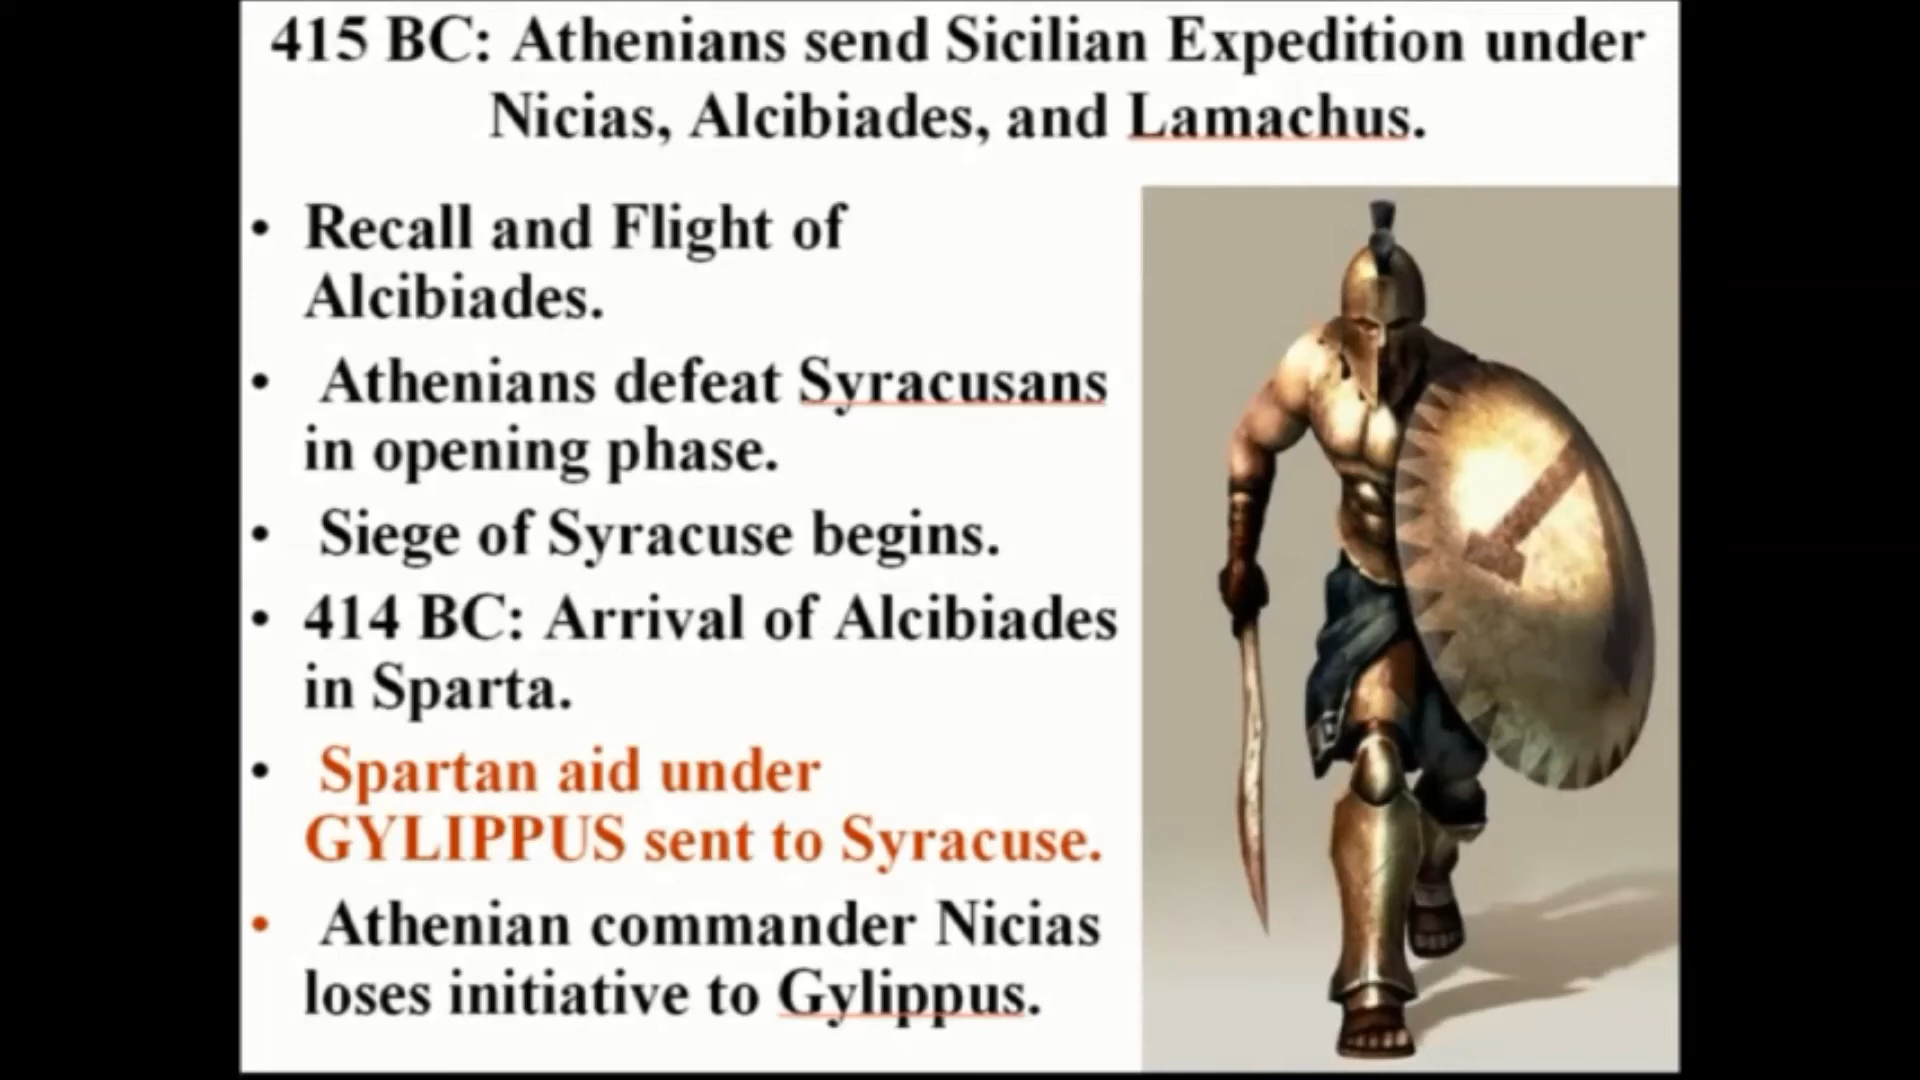 415 BC: Athenians send Sicilian Expedition under
Nicias, Alcibiades, and Lamachus.
• Recall and Flight of
Alcibiades.
• Athenians defeat Syracusans
in opening phase.
• Siege of Syracuse begins.
• 414 BC: Arrival of Alcibiades
in Sparta.
• Spartan aid under
GYLIPPUS sent to Syracuse.
• Athenian commander Nicias
loses initiative to Gylippus.